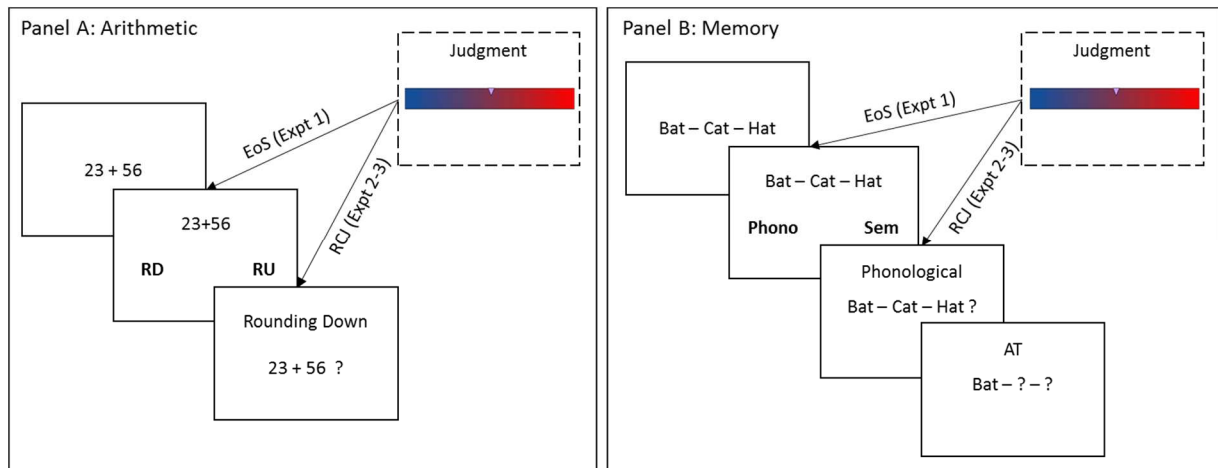 Panel A: Arithmetic
Judgment
EoS (Expt 1)
RCJ (Expt 2-3)
23 + 56
23+56
RD RU
Rounding Down
23 + 56 ?
Panel B: Memory
Judgment
EoS (Expt 1)
RCJ (Expt 2-3)
Bat – Cat – Hat
Bat – Cat – Hat
Phono Sem
Phonological
Bat – Cat – Hat ?
AT
Bat – ? – ?